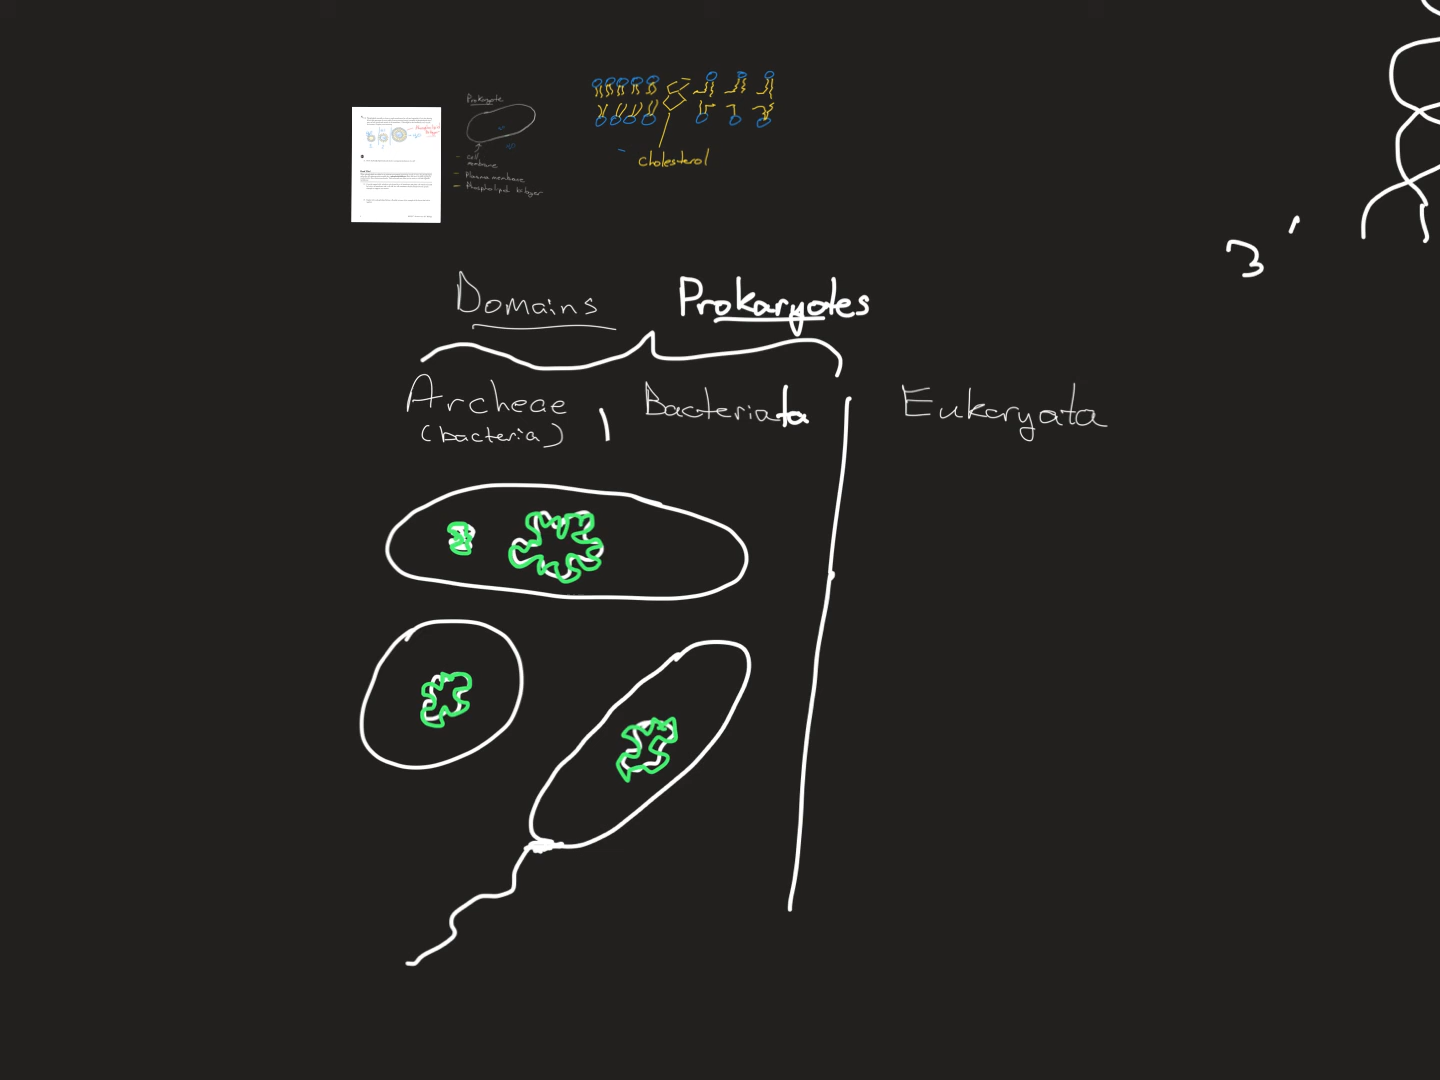 Prokaryote
- cell
membrane
- Plasma membrane
- Phospholipid bilayer
cholesterol
3'
Domains
Prokaryotes
Archeae
(bacteria)
Bacteriata
Eukaryata